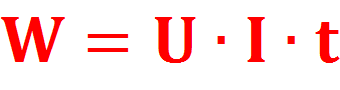 W = U · I · t